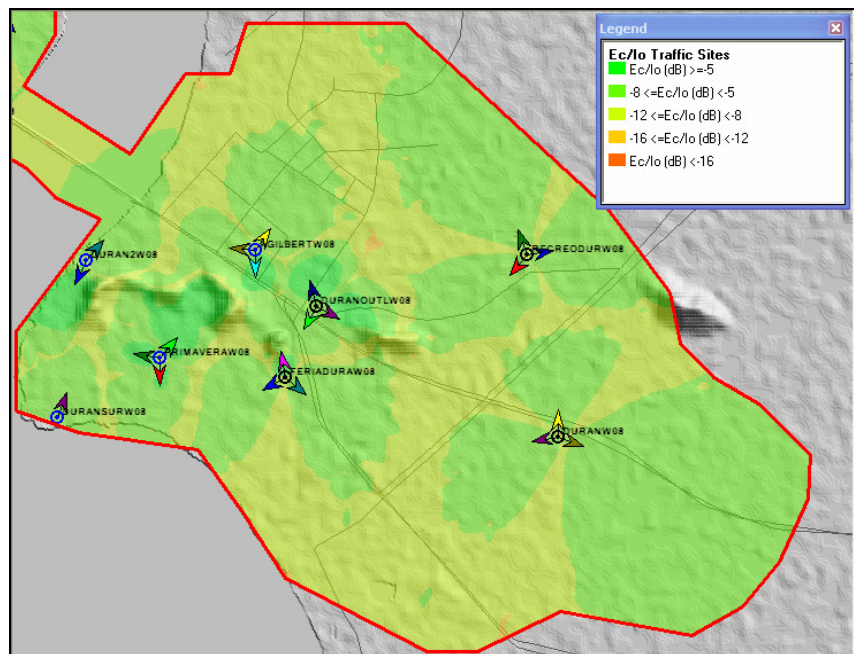 Legend
Ec/Io Traffic Sites
Ec/Io (dB) >=-5
-8 <=Ec/Io (dB) <-5
-12 <=Ec/Io (dB) <-8
-16 <=Ec/Io (dB) <-12
Ec/Io (dB) <-16
GILBERTW08
DURAN2W08
RECREODURW08
DURANOUTLW08
PRIMAVERAW08
FERIADURAW08
DURANSURW08
DURANW08